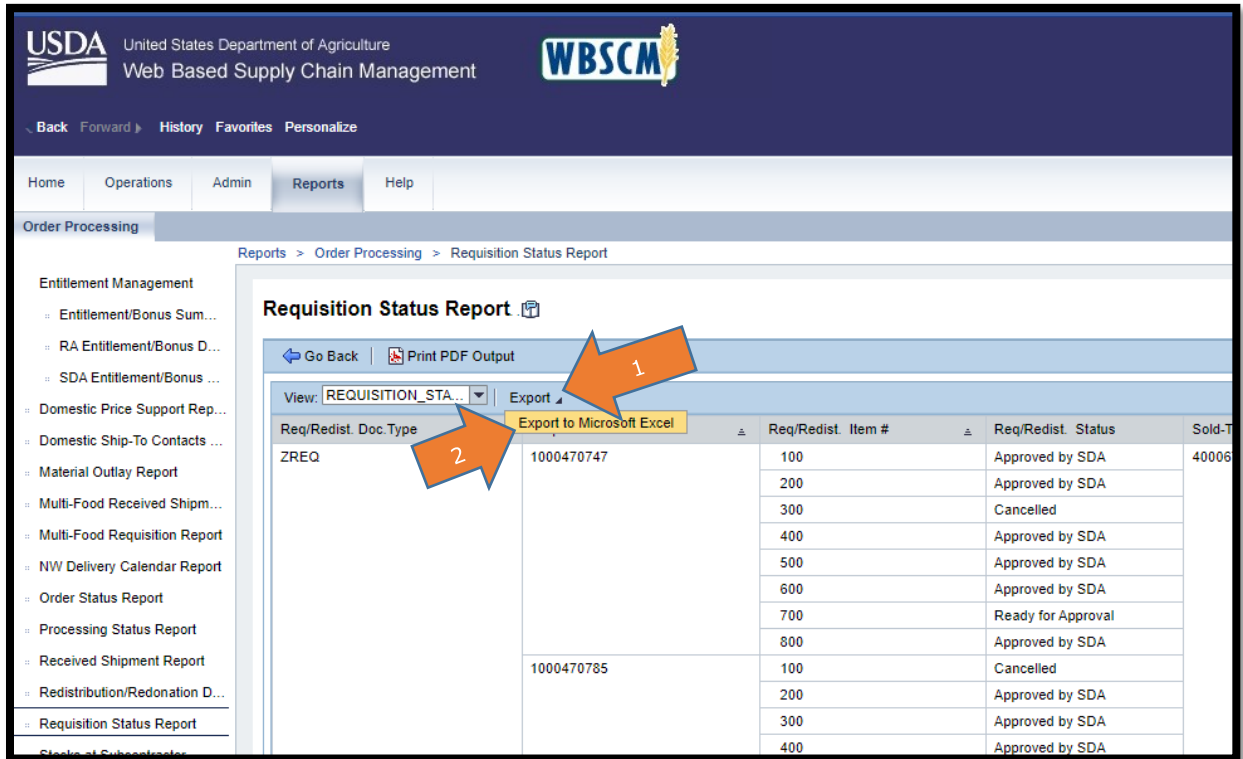 USDA United States Department of Agriculture
Web Based Supply Chain Management
WBSCM
Back Forward History Favorites Personalize
Home Operations Admin Reports Help
Order Processing
Reports > Order Processing > Requisition Status Report
Entitlement Management
Entitlement/Bonus Sum...
RA Entitlement/Bonus D...
SDA Entitlement/Bonus ...
Domestic Price Support Rep...
Domestic Ship-To Contacts ...
Material Outlay Report
Multi-Food Received Shipm...
Multi-Food Requisition Report
NW Delivery Calendar Report
Order Status Report
Processing Status Report
Received Shipment Report
Redistribution/Redonation D...
Requisition Status Report
Stocks at Subcontractor
Requisition Status Report
Go Back Print PDF Output
1
View: REQUISITION_STA... Export
Export to Microsoft Excel
2
Req/Redist. Doc.Type Req/Redist. Item # Req/Redist. Status Sold-T
ZREQ 1000470747 100 Approved by SDA 40006
200 Approved by SDA
300 Cancelled
400 Approved by SDA
500 Approved by SDA
600 Approved by SDA
700 Ready for Approval
800 Approved by SDA
1000470785 100 Cancelled
200 Approved by SDA
300 Approved by SDA
400 Approved by SDA